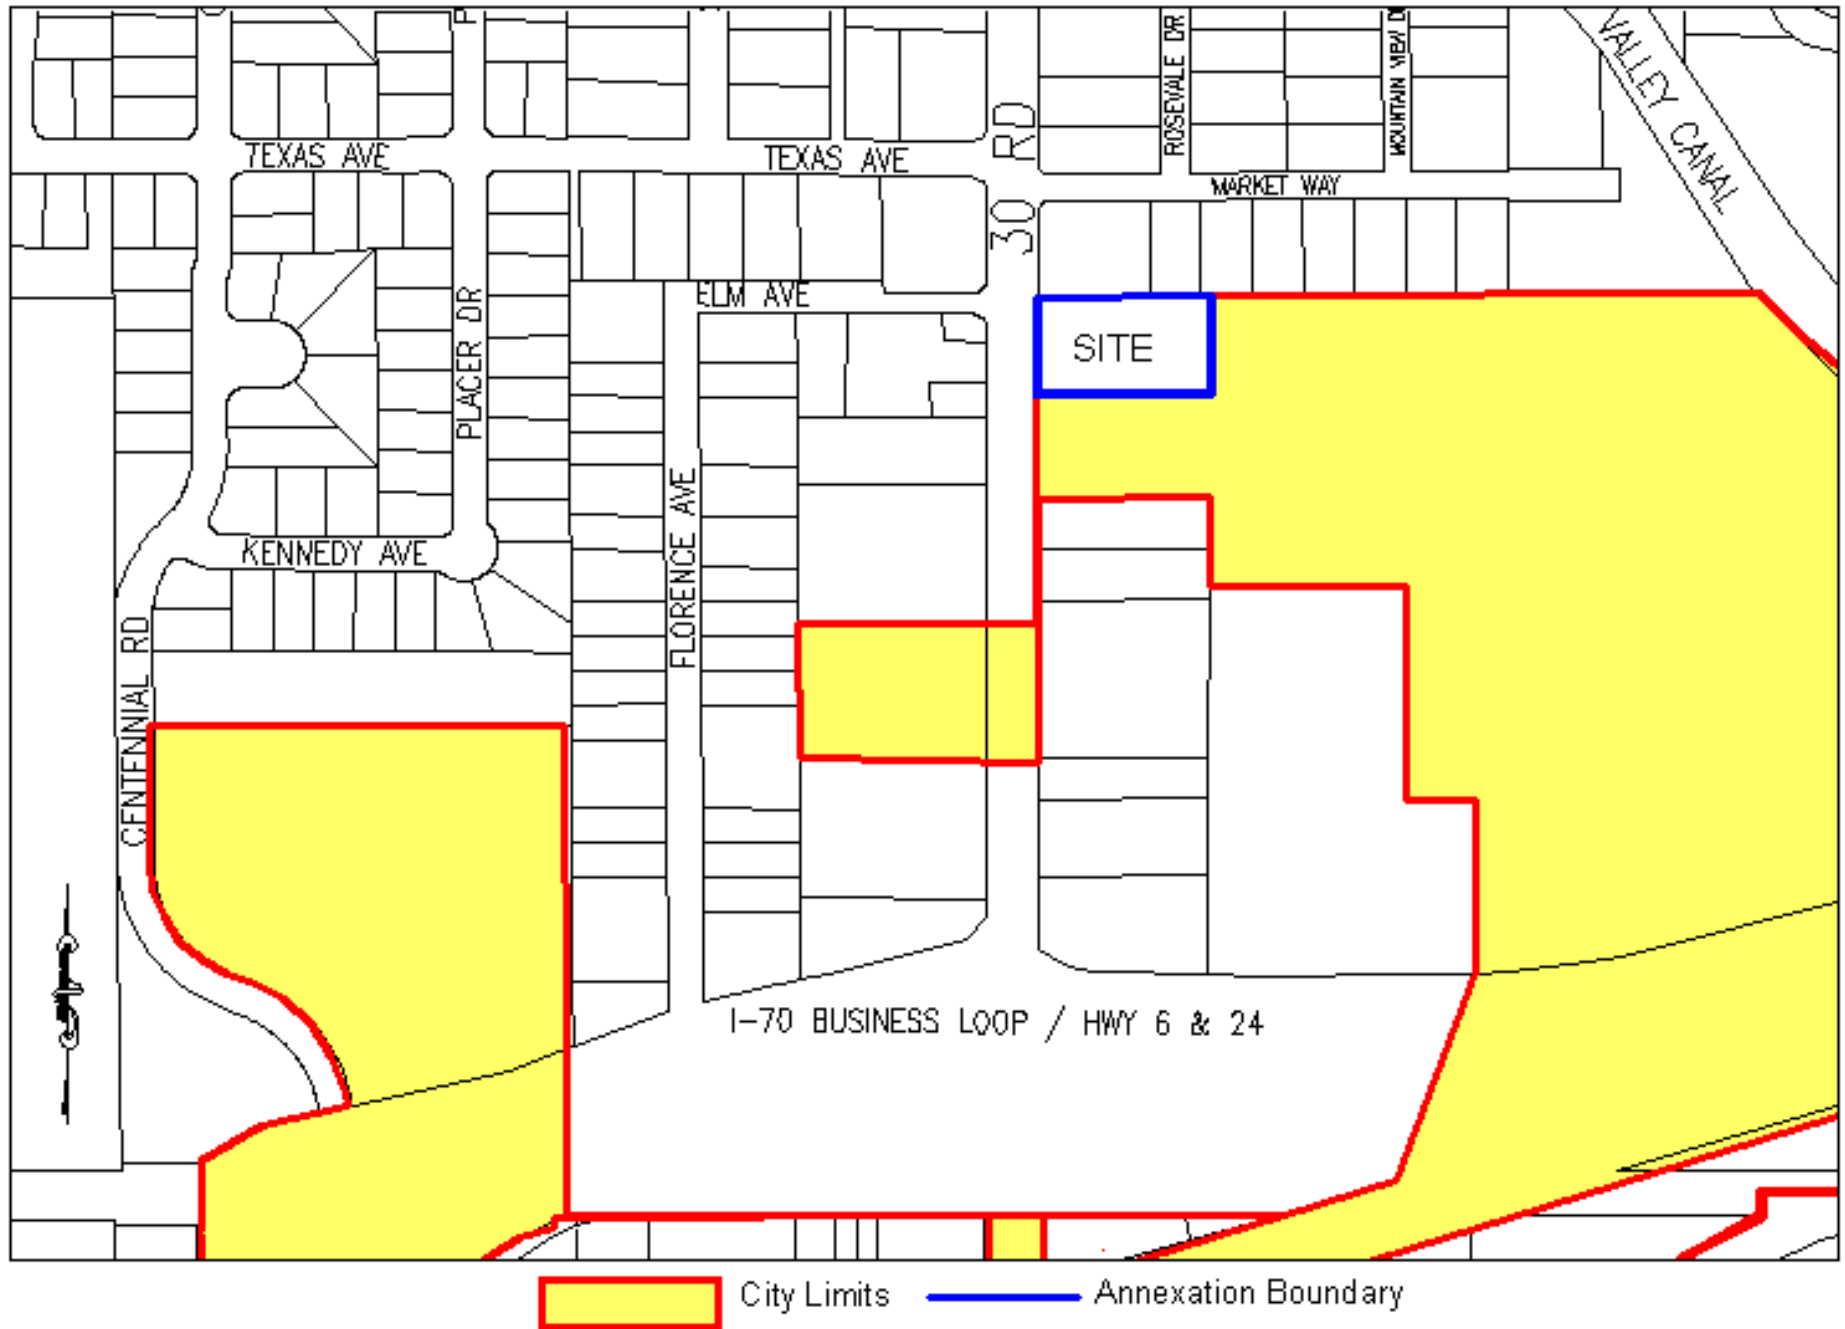 VALLEY CANAL
ROSEVALE DR
MOUNTAIN VIEW
30 RD
TEXAS AVE
TEXAS AVE
MARKET WAY
ELM AVE
PLACER DR
SITE
FLORENCE AVE
KENNEDY AVE
CENTENNIAL RD
I-70 BUSINESS LOOP / HWY 6 & 24
City Limits
Annexation Boundary